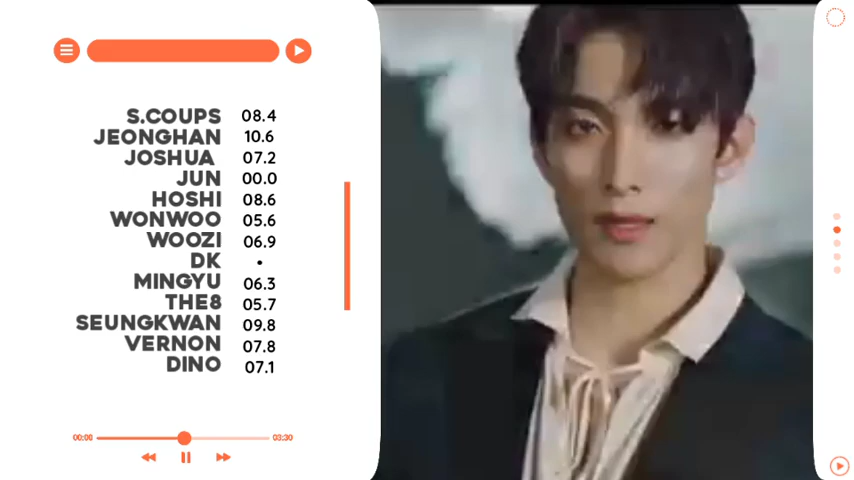 S.COUPS 08.4
JEONGHAN 10.6
JOSHUA 07.2
JUN 00.0
HOSHI 08.6
WONWOO 05.6
WOOZI 06.9
DK •
MINGYU 06.3
THE8 05.7
SEUNGKWAN 09.8
VERNON 07.8
DINO 07.1
00:00 03:30